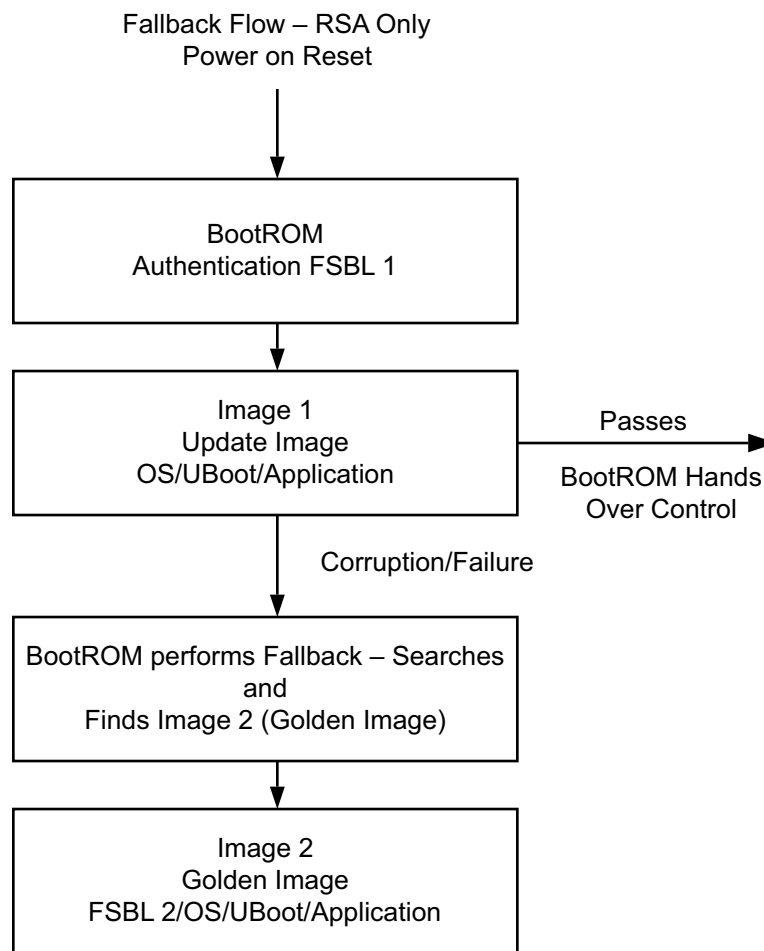 Fallback Flow – RSA Only
Power on Reset
BootROM
Authentication FSBL 1
Image 1
Update Image
OS/UBoot/Application
Passes
BootROM Hands
Over Control
Corruption/Failure
BootROM performs Fallback – Searches
and
Finds Image 2 (Golden Image)
Image 2
Golden Image
FSBL 2/OS/UBoot/Application